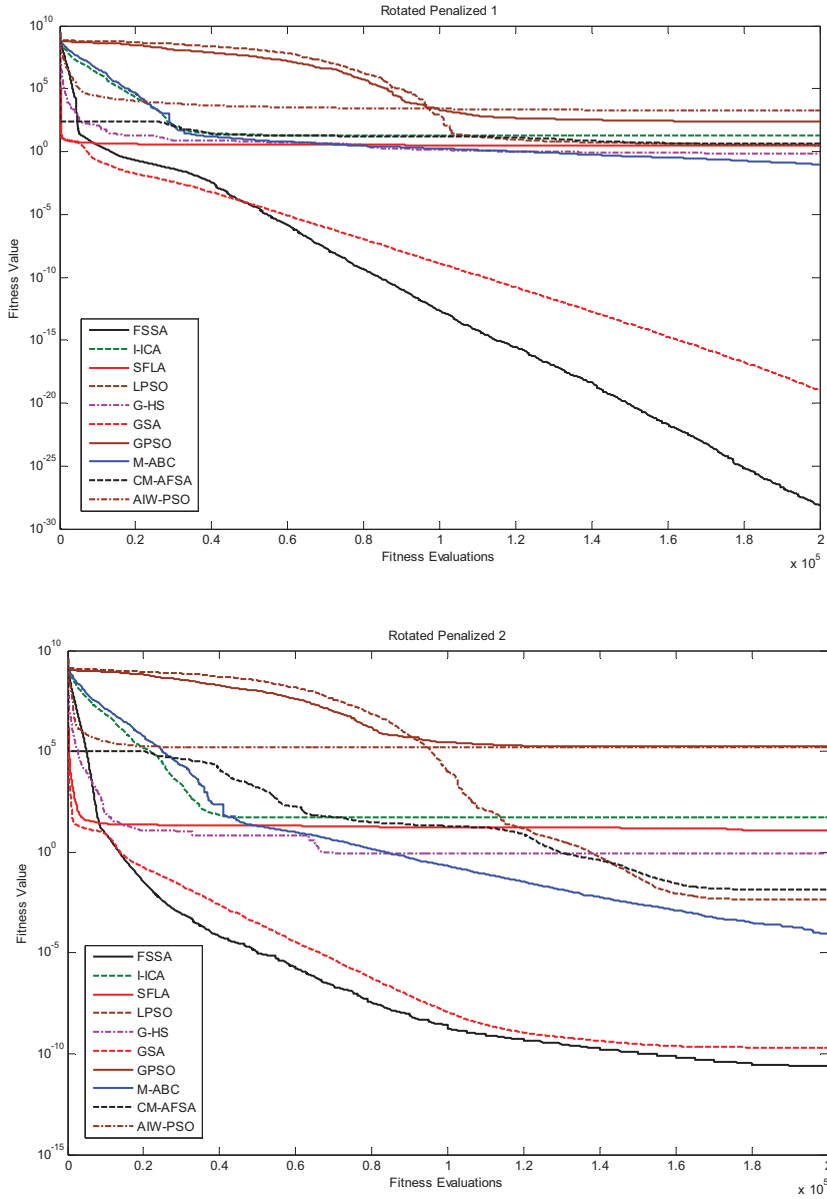 Rotated Penalized 1
10^10
10^5
10^0
10^-5
10^-10
10^-15
10^-20
10^-25
10^-30
Fitness Value
FSSA
I-ICA
SFLA
LPSO
G-HS
GSA
GPSO
M-ABC
CM-AFSA
AIW-PSO
0 0.2 0.4 0.6 0.8 1 1.2 1.4 1.6 1.8 2
Fitness Evaluations
x 10^5
Rotated Penalized 2
10^10
10^5
10^0
10^-5
10^-10
10^-15
Fitness Value
FSSA
I-ICA
SFLA
LPSO
G-HS
GSA
GPSO
M-ABC
CM-AFSA
AIW-PSO
0 0.2 0.4 0.6 0.8 1 1.2 1.4 1.6 1.8 2
Fitness Evaluations
x 10^5